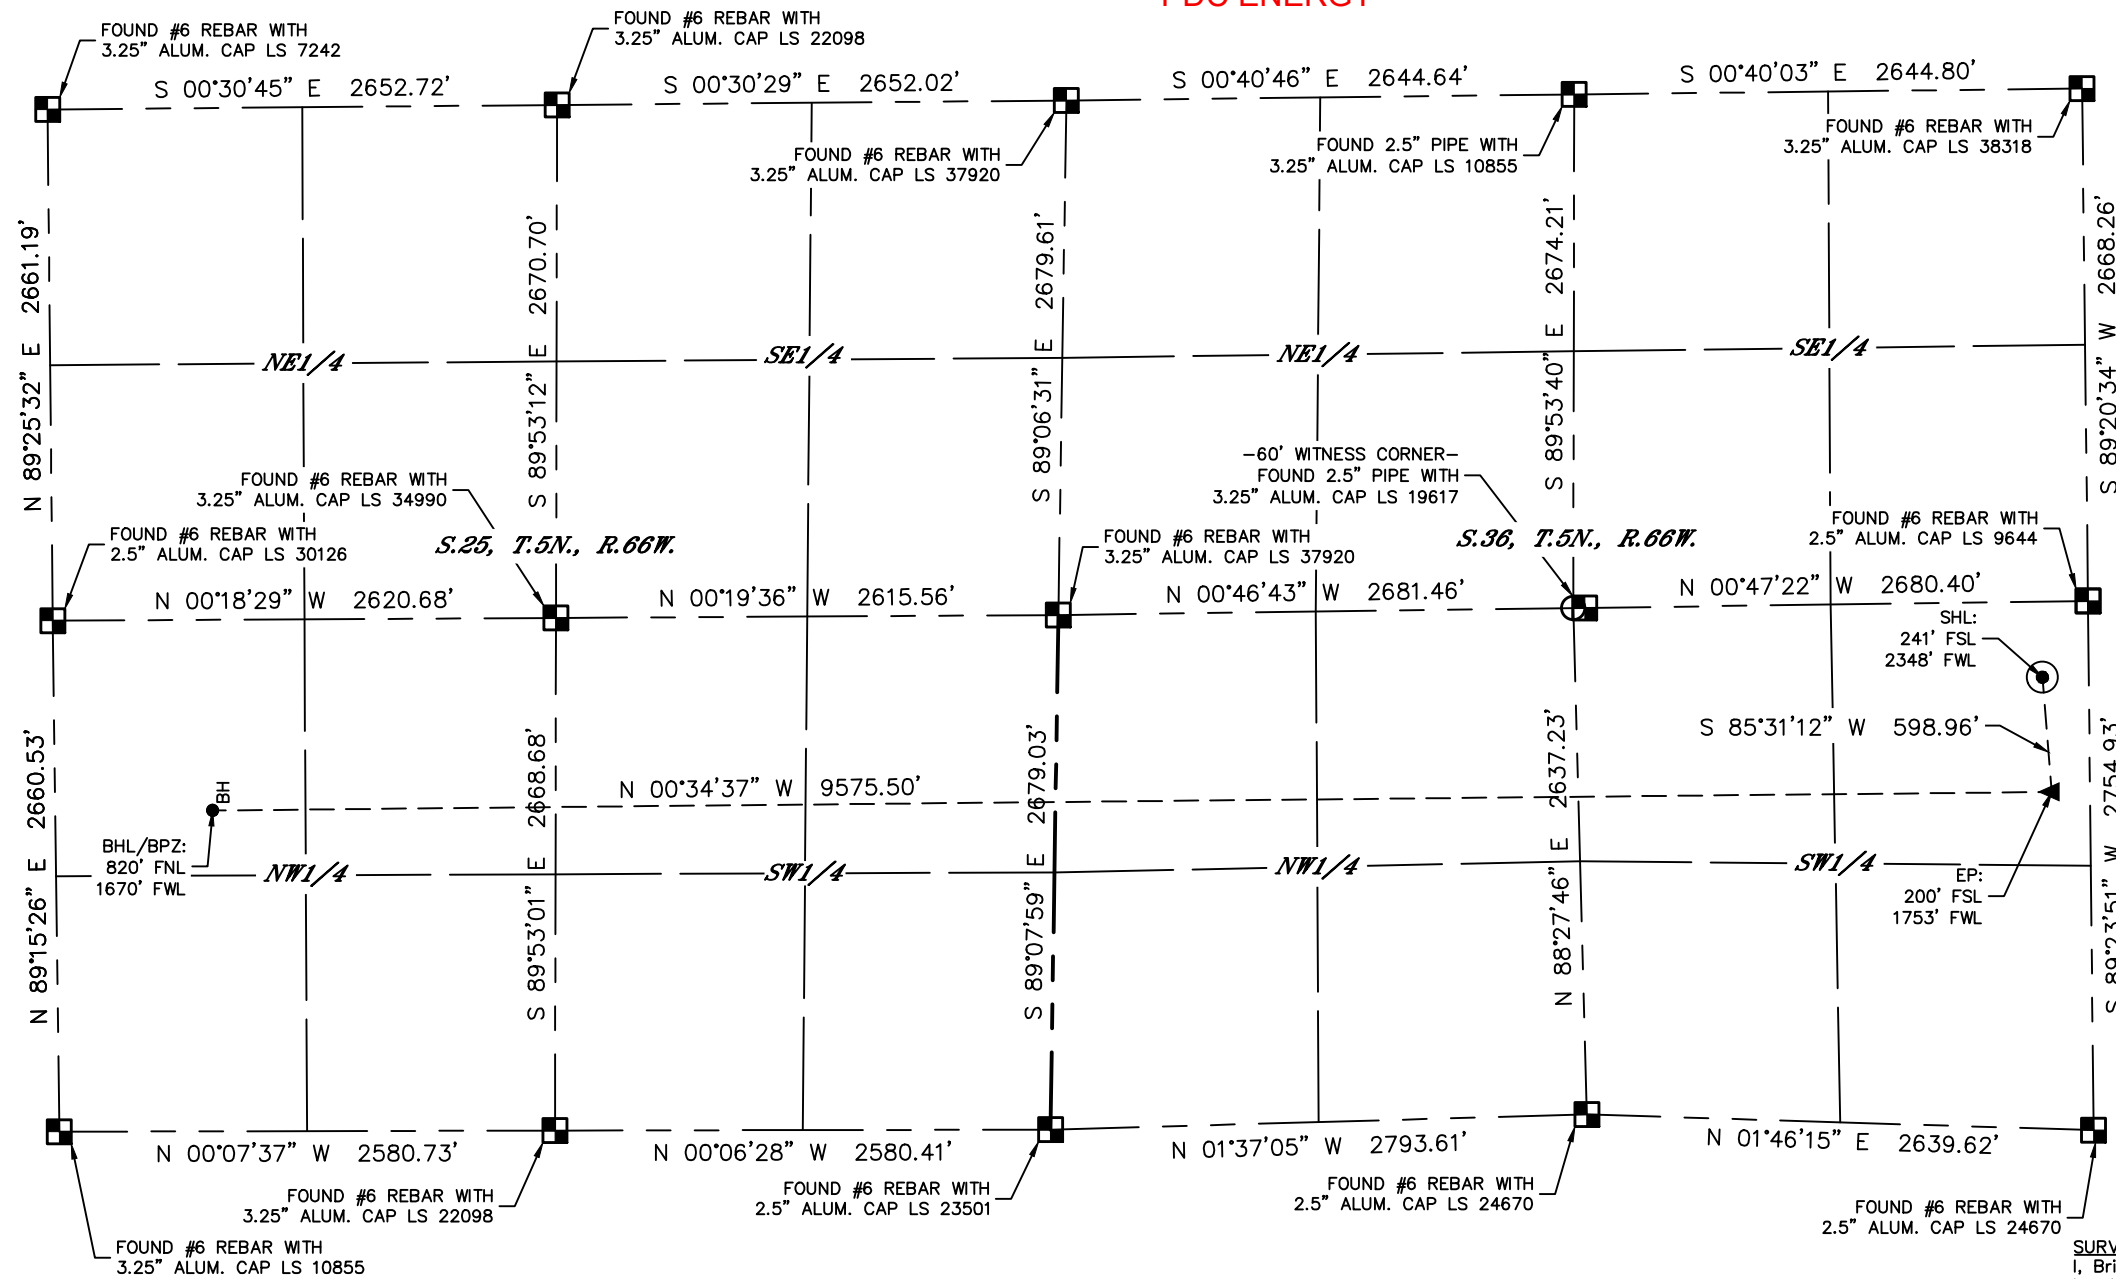 FOUND #6 REBAR WITH
3.25" ALUM. CAP LS 7242
FOUND #6 REBAR WITH
3.25" ALUM. CAP LS 22098
S 00°30'45" E 2652.72'
S 00°30'29" E 2652.02'
S 00°40'46" E 2644.64'
S 00°40'03" E 2644.80'
FOUND #6 REBAR WITH
3.25" ALUM. CAP LS 37920
FOUND 2.5" PIPE WITH
3.25" ALUM. CAP LS 10855
FOUND #6 REBAR WITH
3.25" ALUM. CAP LS 38318
N 89°25'32" E 2661.19'
S 89°53'12" E 2670.70'
S 89°06'31" E 2679.61'
S 89°53'40" E 2674.21'
S 89°20'34" W 2668.26'
NE1/4
SE1/4
NE1/4
SE1/4
FOUND #6 REBAR WITH
3.25" ALUM. CAP LS 34990
-60' WITNESS CORNER-
FOUND 2.5" PIPE WITH
3.25" ALUM. CAP LS 19617
FOUND #6 REBAR WITH
2.5" ALUM. CAP LS 30126
S.25, T.5N., R.66W.
FOUND #6 REBAR WITH
3.25" ALUM. CAP LS 37920
S.36, T.5N., R.66W.
FOUND #6 REBAR WITH
2.5" ALUM. CAP LS 9644
N 00°18'29" W 2620.68'
N 00°19'36" W 2615.56'
N 00°46'43" W 2681.46'
N 00°47'22" W 2680.40'
SHL:
241' FSL
2348' FWL
S 85°31'12" W 598.96'
N 89°15'26" E 2660.53'
S 89°53'01" E 2668.68'
S 89°07'59" E 2679.03'
N 88°27'46" E 2637.23'
S 89°23'51" W 2754.93'
BH
N 00°34'37" W 9575.50'
BHL/BPZ:
820' FNL
1670' FWL
NW1/4
SW1/4
NW1/4
SW1/4
EP:
200' FSL
1753' FWL
N 00°07'37" W 2580.73'
N 00°06'28" W 2580.41'
N 01°37'05" W 2793.61'
N 01°46'15" E 2639.62'
FOUND #6 REBAR WITH
3.25" ALUM. CAP LS 22098
FOUND #6 REBAR WITH
2.5" ALUM. CAP LS 23501
FOUND #6 REBAR WITH
2.5" ALUM. CAP LS 24670
FOUND #6 REBAR WITH
2.5" ALUM. CAP LS 24670
FOUND #6 REBAR WITH
3.25" ALUM. CAP LS 10855
SURV
I, Bri